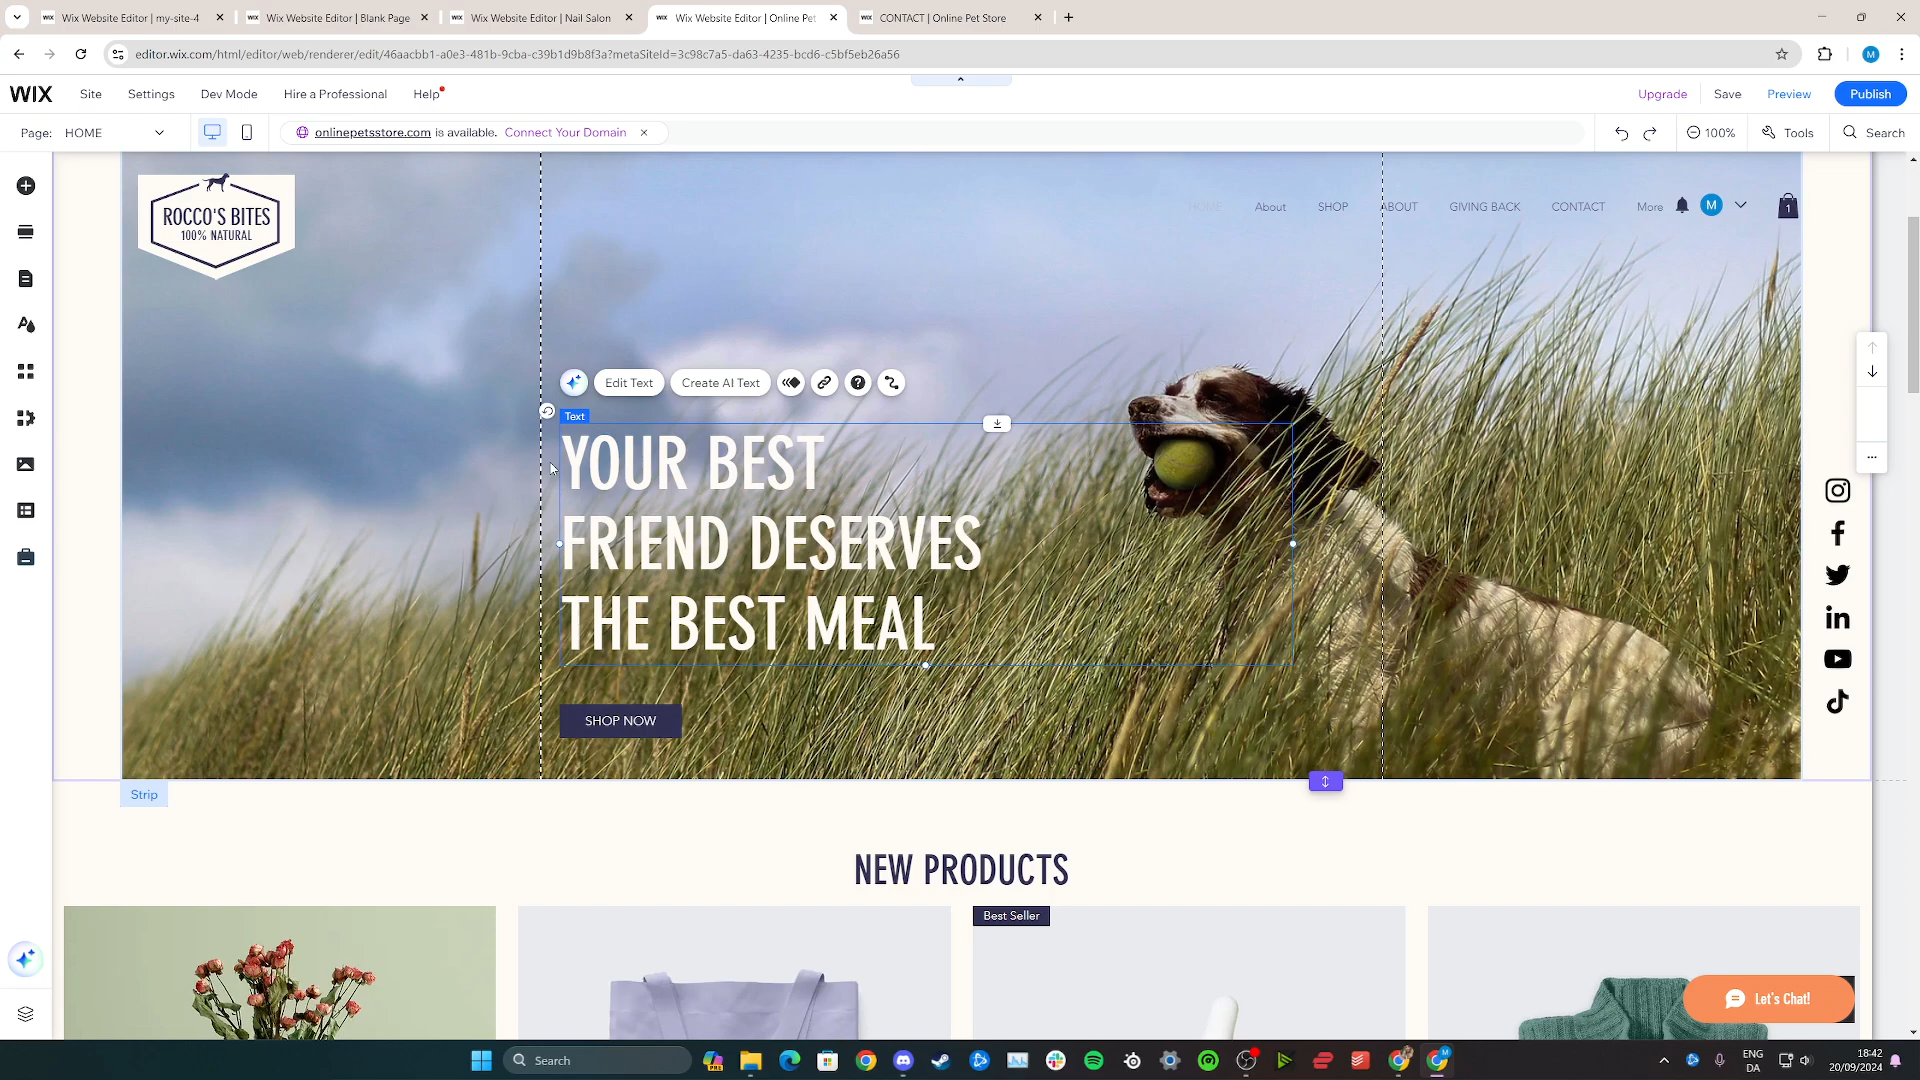 Wix Website Editor | my-site-4
Wix Website Editor | Blank Page
Wix Website Editor | Nail Salon
Wix Website Editor | Online Pet
CONTACT | Online Pet Store
editor.wix.com/html/editor/web/renderer/edit/46aacbb1-a0e3-481b-9cba-c39b1d9b8f3a?metaSiteId=3c98c7a5-da63-4235-bcd6-c5bf5eb26a56
M
WIX
Site
Settings
Dev Mode
Hire a Professional
Help
Upgrade
Save
Preview
Publish
Page: HOME
onlinepetsstore.com is available. Connect Your Domain
100%
Tools
Search
ROCCO'S BITES
100% NATURAL
HOME
About
SHOP
ABOUT
GIVING BACK
CONTACT
More
M
1
Edit Text
Create AI Text
Text
YOUR BEST
FRIEND DESERVES
THE BEST MEAL
SHOP NOW
Strip
NEW PRODUCTS
Best Seller
Let's Chat!
Search
ENG
DA
18:42
20/09/2024